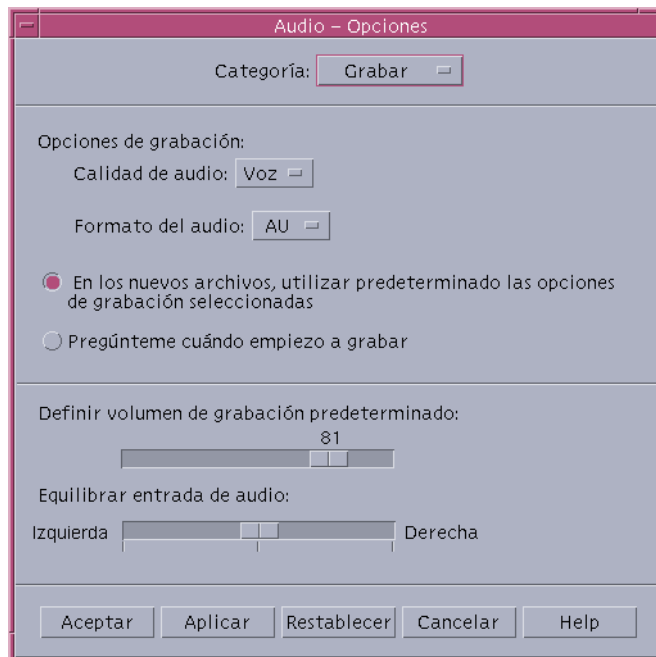 Audio – Opciones
Categoría: Grabar
Opciones de grabación:
Calidad de audio: Voz
Formato del audio: AU
En los nuevos archivos, utilizar predeterminado las opciones
de grabación seleccionadas
Pregúnteme cuándo empiezo a grabar
Definir volumen de grabación predeterminado:
81
Equilibrar entrada de audio:
Izquierda Derecha
Aceptar Aplicar Restablecer Cancelar Help